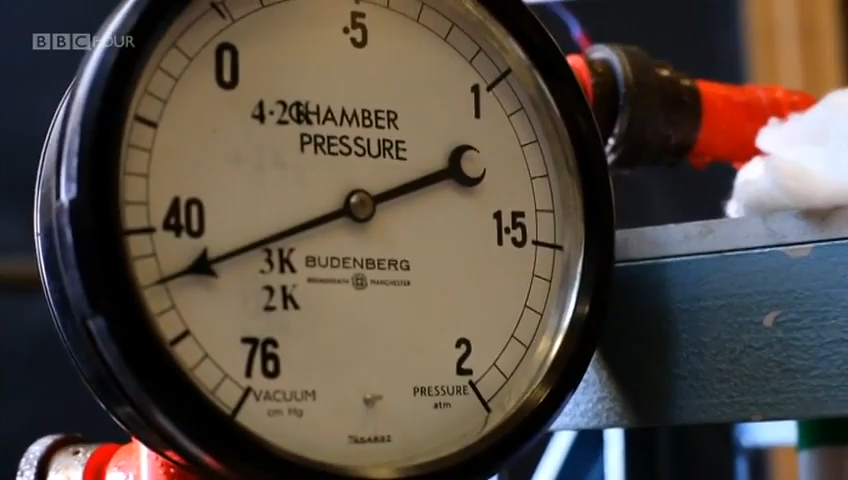 BBC FOUR
0
·5
1
4·2K
CHAMBER
PRESSURE
40
1·5
3K
BUDENBERG
MANCHESTER
2K
76
2
VACUUM
cm Hg
PRESSURE
atm